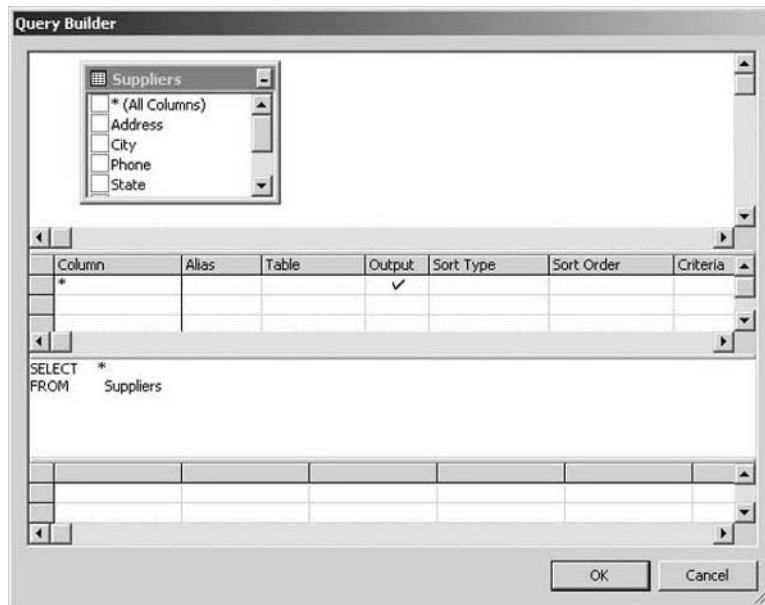 Query Builder
Suppliers
* (All Columns)
Address
City
Phone
State
Column Alias Table Output Sort Type Sort Order Criteria
*
SELECT *
FROM Suppliers
OK Cancel